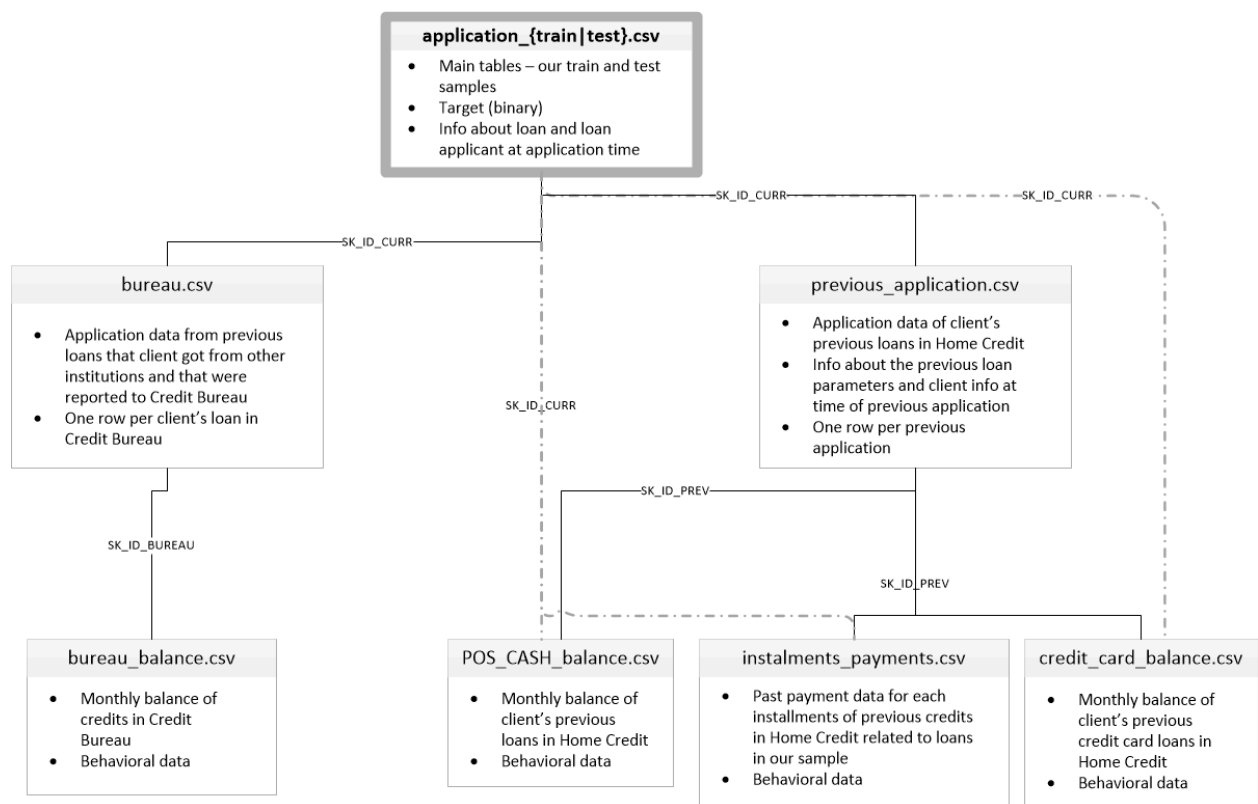 application_{train|test}.csv
• Main tables – our train and test
samples
• Target (binary)
• Info about loan and loan
applicant at application time
SK_ID_CURR
SK_ID_CURR
SK_ID_CURR
bureau.csv
• Application data from previous
loans that client got from other
institutions and that were
reported to Credit Bureau
• One row per client’s loan in
Credit Bureau
previous_application.csv
• Application data of client’s
previous loans in Home Credit
• Info about the previous loan
parameters and client info at
time of previous application
• One row per previous
application
SK_ID_CURR
SK_ID_PREV
SK_ID_BUREAU
SK_ID_PREV
bureau_balance.csv
• Monthly balance of
credits in Credit
Bureau
• Behavioral data
POS_CASH_balance.csv
• Monthly balance of
client’s previous
loans in Home Credit
• Behavioral data
instalments_payments.csv
• Past payment data for each
installments of previous credits
in Home Credit related to loans
in our sample
• Behavioral data
credit_card_balance.csv
• Monthly balance of
client’s previous
credit card loans in
Home Credit
• Behavioral data